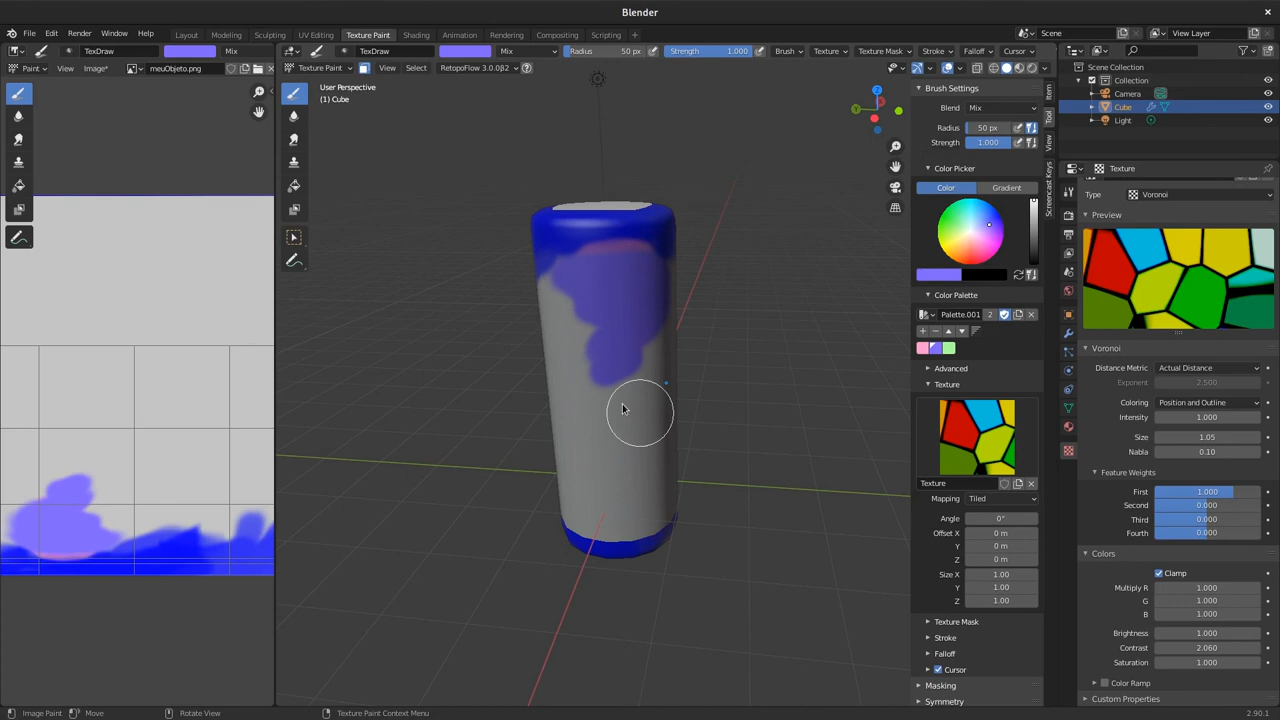 Blender
File Edit Render Window Help Layout Modeling Sculpting UV Editing Texture Paint Shading Animation Rendering Compositing Scripting + Scene View Layer
TexDraw Mix TexDraw Mix Radius 50 px Strength 1.000 Brush Texture Texture Mask Stroke Falloff Cursor
Paint View Image* meuObjeto.png Texture Paint View Select RetopoFlow 3.0.0β2
User Perspective
(1) Cube
Brush Settings
Blend Mix
Radius 50 px
Strength 1.000
Color Picker
Color Gradient
Color Palette
Palette.001 2
Advanced
Texture
Texture
Mapping Tiled
Angle 0°
Offset X 0 m
Y 0 m
Z 0 m
Size X 1.00
Y 1.00
Z 1.00
Texture Mask
Stroke
Falloff
Cursor
Masking
Symmetry
Item
Tool
View
Screencast Keys
Scene Collection
Collection
Camera
Cube
Light
Texture
Type Voronoi
Preview
Voronoi
Distance Metric Actual Distance
Exponent 2.500
Coloring Position and Outline
Intensity 1.000
Size 1.05
Nabla 0.10
Feature Weights
First 1.000
Second 0.000
Third 0.000
Fourth 0.000
Colors
Clamp
Multiply R 1.000
G 1.000
B 1.000
Brightness 1.000
Contrast 2.060
Saturation 1.000
Color Ramp
Custom Properties
Image Paint Move Rotate View Texture Paint Context Menu 2.90.1